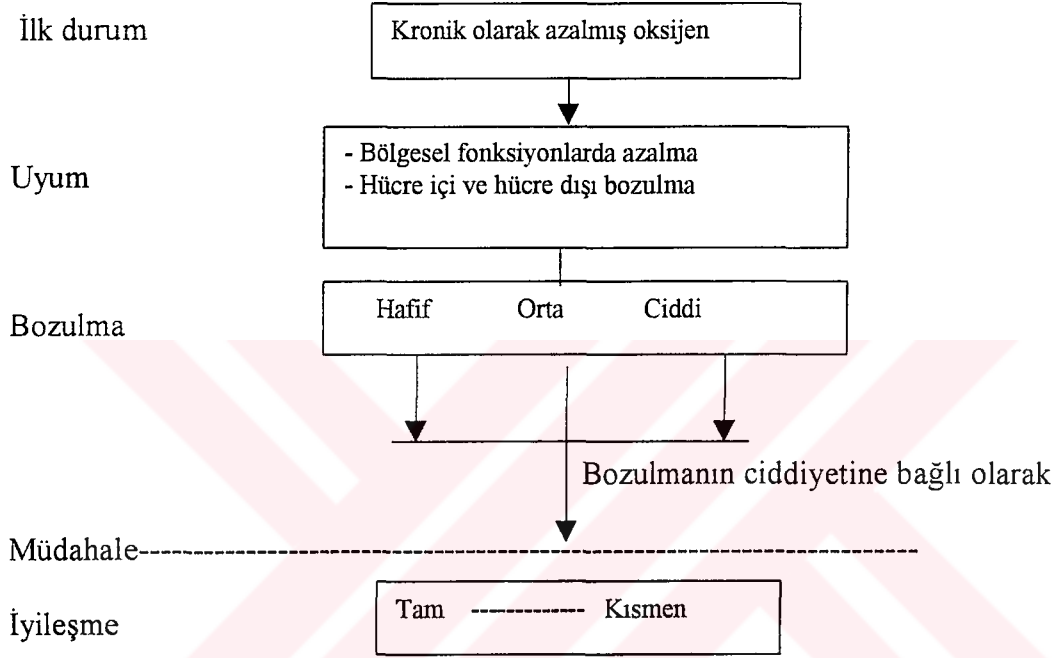 İlk durum
Kronik olarak azalmış oksijen
Uyum
- Bölgesel fonksiyonlarda azalma
- Hücre içi ve hücre dışı bozulma
Bozulma
Hafif Orta Ciddi
Bozulmanın ciddiyetine bağlı olarak
Müdahale
İyileşme
Tam ------------ Kısmen